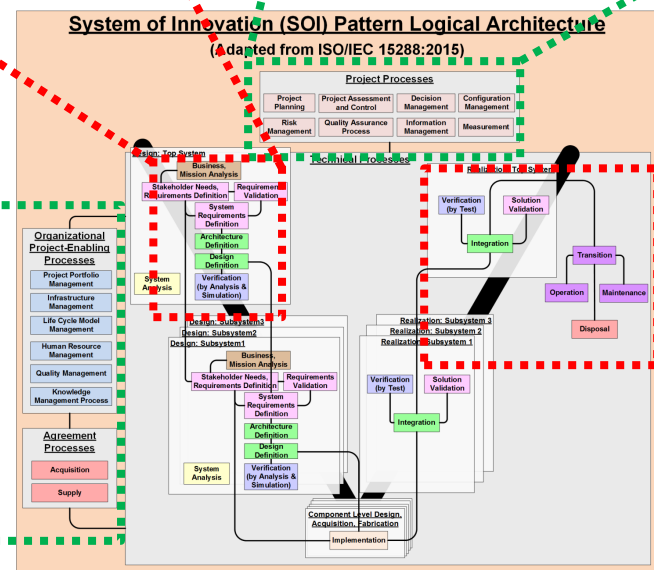 System of Innovation (SOI) Pattern Logical Architecture
(Adapted from ISO/IEC 15288:2015)
Project Processes
Project
Planning
Project Assessment
and Control
Decision
Management
Configuration
Management
Risk
Management
Quality Assurance
Process
Information
Management
Measurement
Technical Processes
Design: Top System
Business,
Mission Analysis
Stakeholder Needs,
Requirements Definition
Requirements
Validation
System
Requirements
Definition
Architecture
Definition
Design
Definition
System
Analysis
Verification
(by Analysis &
Simulation)
Realization: Top System
Verification
(by Test)
Solution
Validation
Integration
Transition
Operation
Maintenance
Disposal
Organizational
Project-Enabling
Processes
Project Portfolio
Management
Infrastructure
Management
Life Cycle Model
Management
Human Resource
Management
Quality Management
Knowledge
Management Process
Agreement
Processes
Acquisition
Supply
Design: Subsystem3
Design: Subsystem2
Design: Subsystem1
Business,
Mission Analysis
Stakeholder Needs,
Requirements Definition
Requirements
Validation
System
Requirements
Definition
Architecture
Definition
Design
Definition
System
Analysis
Verification
(by Analysis &
Simulation)
Realization: Subsystem 3
Realization: Subsystem 2
Realization: Subsystem 1
Verification
(by Test)
Solution
Validation
Integration
Component Level Design,
Acquisition, Fabrication
Implementation